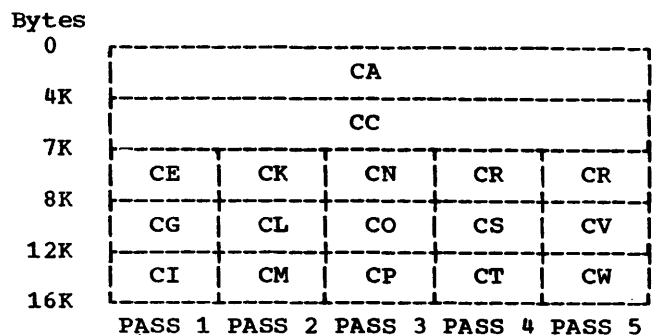 Bytes
0
CA
4K
CC
7K
CE CK CN CR CR
8K
CG CL CO CS CV
12K
CI CM CP CT CW
16K
PASS 1 PASS 2 PASS 3 PASS 4 PASS 5